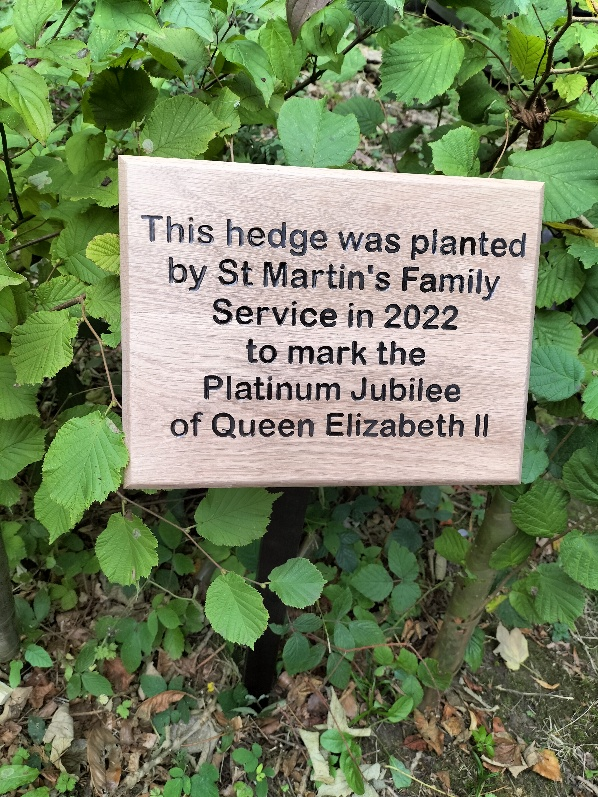 This hedge was planted
by St Martin's Family
Service in 2022
to mark the
Platinum Jubilee
of Queen Elizabeth II